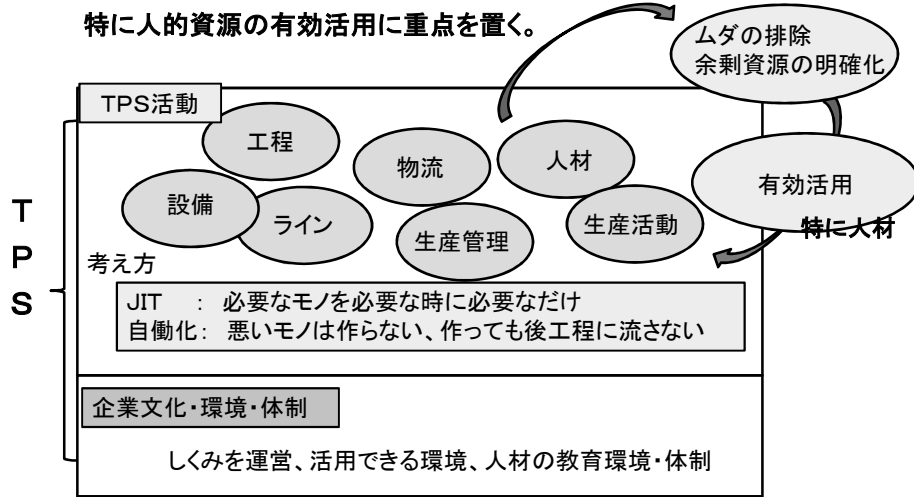 特に人的資源の有効活用に重点を置く。
ムダの排除
余剰資源の明確化
TPS活動
工程
物流
人材
有効活用
設備
ライン
生産管理
生産活動
特に人材
TPS
考え方
JIT : 必要なモノを必要な時に必要なだけ
自働化: 悪いモノは作らない、作っても後工程に流さない
企業文化・環境・体制
しくみを運営、活用できる環境、人材の教育環境・体制